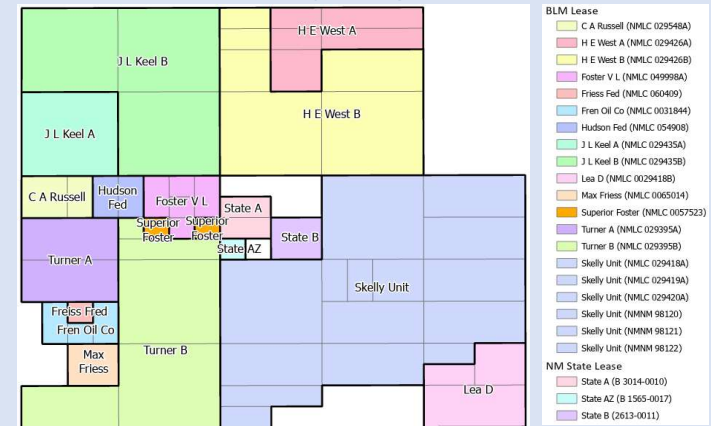 H E West A
J L Keel B
H E West B
J L Keel A
C A Russell
Hudson
Fed
Foster V L
State A
Superior
Foster
Superior
Foster
State B
State AZ
Turner A
Skelly Unit
Freiss Fred
Fren Oil Co
Turner B
Max
Friess
Lea D
BLM Lease
C A Russell (NMLC 029548A)
H E West A (NMLC 029426A)
H E West B (NMLC 029426B)
Foster V L (NMLC 049998A)
Friess Fed (NMLC 060409)
Fren Oil Co (NMLC 0031844)
Hudson Fed (NMLC 054908)
J L Keel A (NMLC 029435A)
J L Keel B (NMLC 029435B)
Lea D (NMLC 0029418B)
Max Friess (NMLC 0065014)
Superior Foster (NMLC 0057523)
Turner A (NMLC 029395A)
Turner B (NMLC 029395B)
Skelly Unit (NMLC 029418A)
Skelly Unit (NMLC 029419A)
Skelly Unit (NMLC 029420A)
Skelly Unit (NMNM 98120)
Skelly Unit (NMNM 98121)
Skelly Unit (NMNM 98122)
NM State Lease
State A (B 3014-0010)
State AZ (B 1565-0017)
State B (2613-0011)